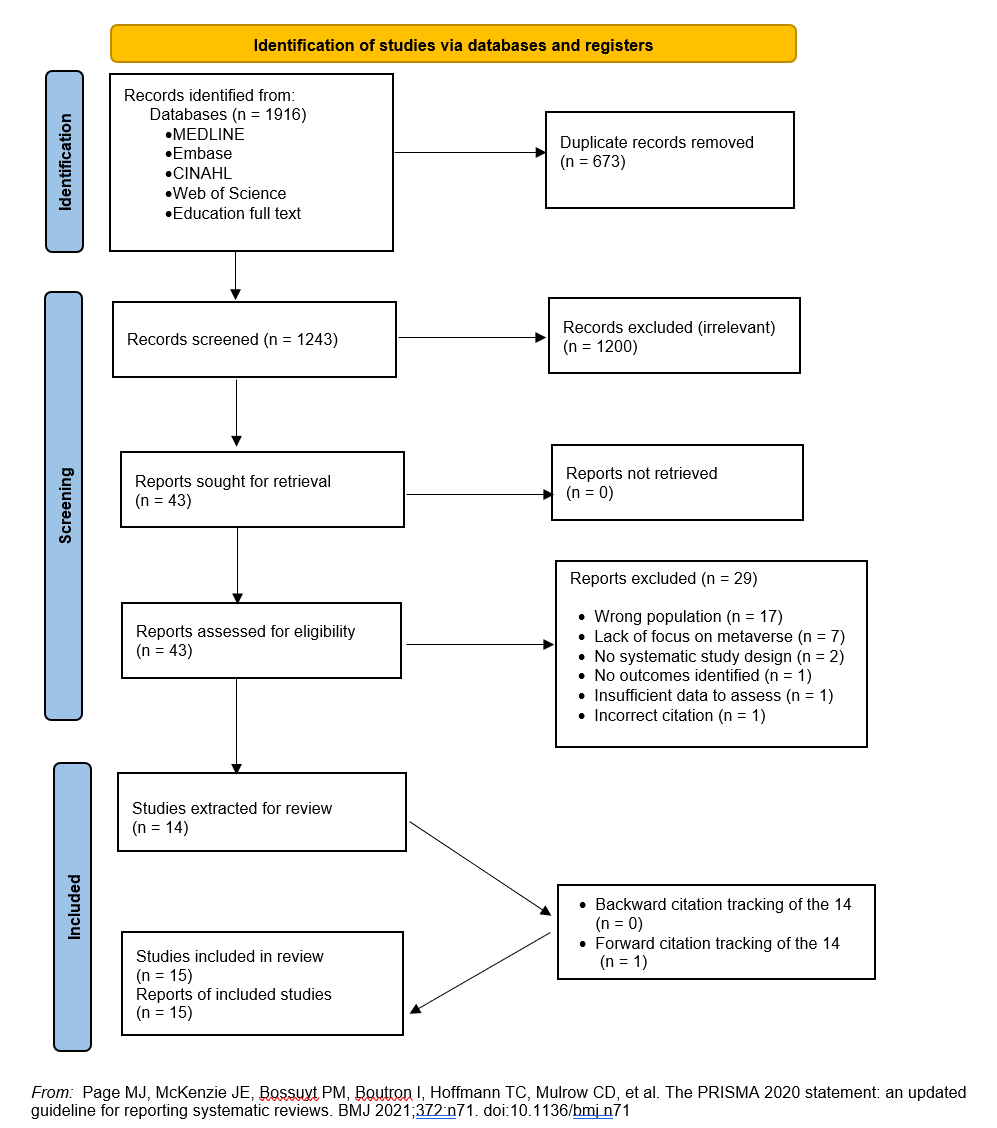 Identification of studies via databases and registers
Identification
Records identified from:
Databases (n = 1916)
•MEDLINE
•Embase
•CINAHL
•Web of Science
•Education full text
Duplicate records removed
(n = 673)
Screening
Records screened (n = 1243)
Records excluded (irrelevant)
(n = 1200)
Reports sought for retrieval
(n = 43)
Reports not retrieved
(n = 0)
Reports assessed for eligibility
(n = 43)
Reports excluded (n = 29)
• Wrong population (n = 17)
• Lack of focus on metaverse (n = 7)
• No systematic study design (n = 2)
• No outcomes identified (n = 1)
• Insufficient data to assess (n = 1)
• Incorrect citation (n = 1)
Included
Studies extracted for review
(n = 14)
• Backward citation tracking of the 14
(n = 0)
• Forward citation tracking of the 14
(n = 1)
Studies included in review
(n = 15)
Reports of included studies
(n = 15)
From: Page MJ, McKenzie JE, Bossuyt PM, Boutron I, Hoffmann TC, Mulrow CD, et al. The PRISMA 2020 statement: an updated
guideline for reporting systematic reviews. BMJ 2021;372:n71. doi:10.1136/bmj.n71